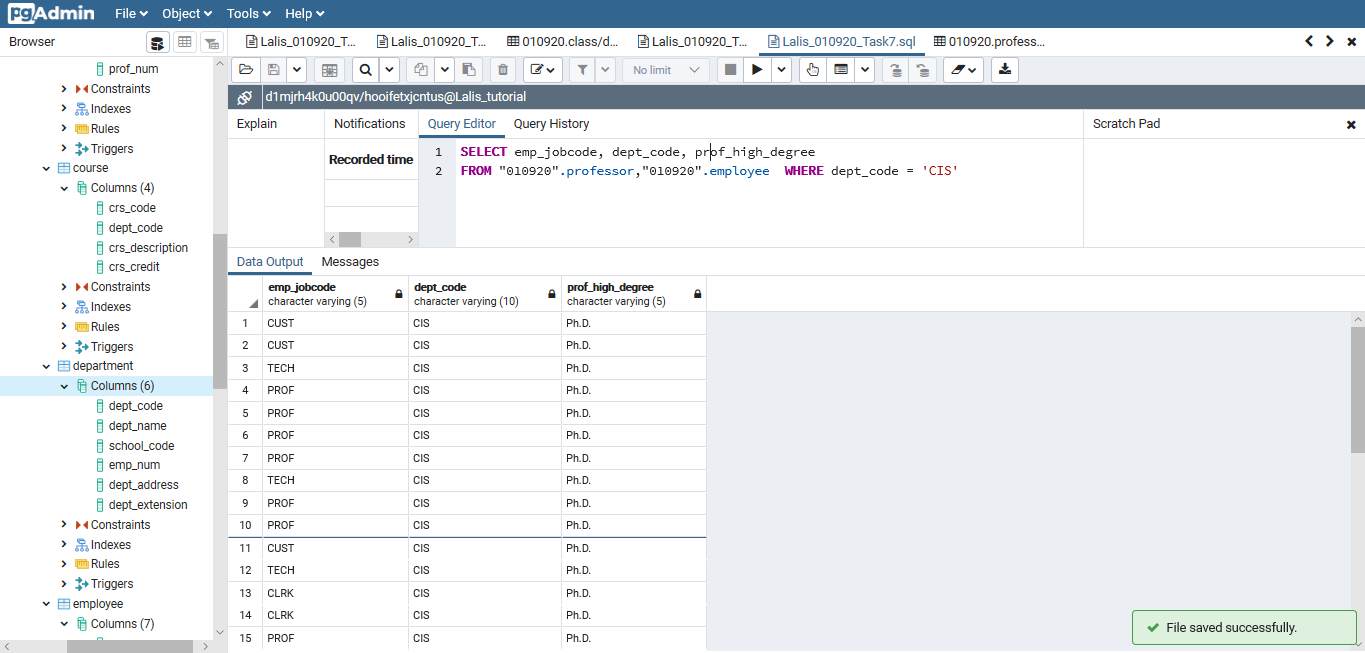 pgAdmin File Object Tools Help
Browser
Lalis_010920_T... Lalis_010920_T... 010920.class/d... Lalis_010920_T... Lalis_010920_Task7.sql 010920.profess...
No limit
d1mjrh4k0u00qv/hooifetxjcntus@Lalis_tutorial
prof_num
Constraints
Indexes
Rules
Triggers
course
Columns (4)
crs_code
dept_code
crs_description
crs_credit
Constraints
Indexes
Rules
Triggers
department
Columns (6)
dept_code
dept_name
school_code
emp_num
dept_address
dept_extension
Constraints
Indexes
Rules
Triggers
employee
Columns (7)
Explain Notifications Query Editor Query History Scratch Pad
Recorded time
1 SELECT emp_jobcode, dept_code, prof_high_degree
2 FROM "010920".professor,"010920".employee  WHERE dept_code = 'CIS'
Data Output Messages
emp_jobcode dept_code prof_high_degree
character varying (5) character varying (10) character varying (5)
1 CUST CIS Ph.D.
2 CUST CIS Ph.D.
3 TECH CIS Ph.D.
4 PROF CIS Ph.D.
5 PROF CIS Ph.D.
6 PROF CIS Ph.D.
7 PROF CIS Ph.D.
8 TECH CIS Ph.D.
9 PROF CIS Ph.D.
10 PROF CIS Ph.D.
11 CUST CIS Ph.D.
12 TECH CIS Ph.D.
13 CLRK CIS Ph.D.
14 CLRK CIS Ph.D.
15 PROF CIS Ph.D.
File saved successfully.